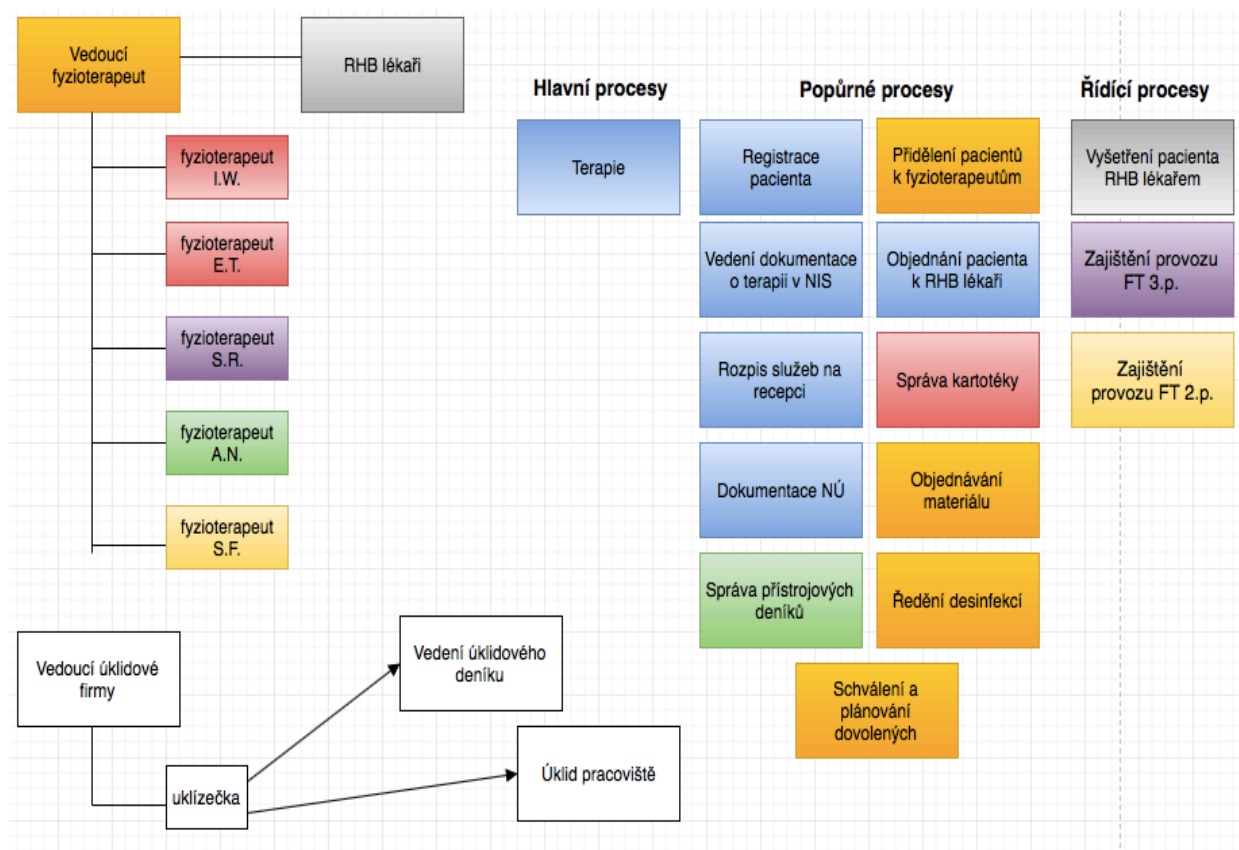 Vedoucí
fyzioterapeut
RHB lékaři
fyzioterapeut
I.W.
fyzioterapeut
E.T.
fyzioterapeut
S.R.
fyzioterapeut
A.N.
fyzioterapeut
S.F.
Hlavní procesy
Popůrné procesy
Řídící procesy
Terapie
Registrace
pacienta
Přidělení pacientů
k fyzioterapeutům
Vyšetření pacienta
RHB lékařem
Vedení dokumentace
o terapii v NIS
Objednání pacienta
k RHB lékaři
Zajištění provozu
FT 3.p.
Rozpis služeb na
recepci
Správa kartotéky
Zajištění
provozu FT 2.p.
Dokumentace NÚ
Objednávání
materiálu
Správa přístrojových
deníků
Ředění desinfekcí
Schválení a
plánování
dovolených
Vedoucí úklidové
firmy
uklízečka
Vedení úklidového
deníku
Úklid pracoviště